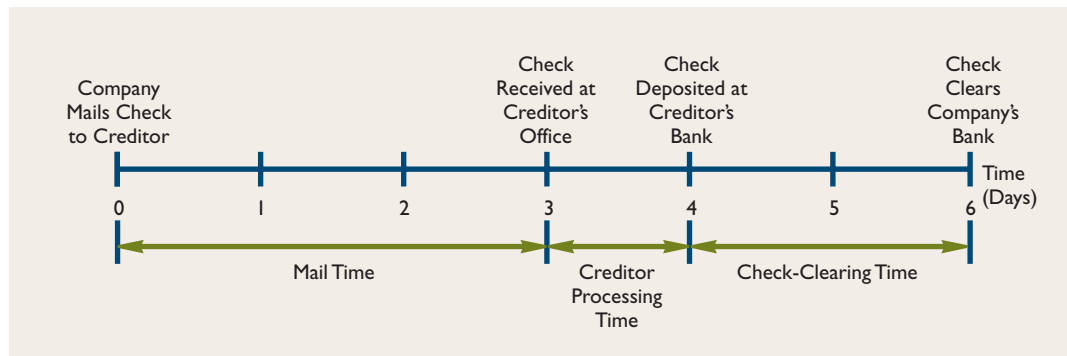 Company
Mails Check
to Creditor
Check
Received at
Creditor's
Office
Check
Deposited at
Creditor's
Bank
Check
Clears
Company's
Bank
Time
(Days)
0
1
2
3
4
5
6
Mail Time
Creditor
Processing
Time
Check-Clearing Time